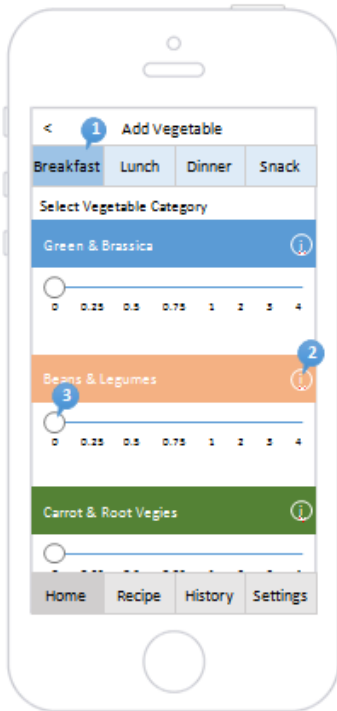 < 1 Add Vegetable
Breakfast Lunch Dinner Snack
Select Vegetable Category
Green & Brassica i
0 0.25 0.5 0.75 1 2 3 4
2
Beans & Legumes i
3
0 0.25 0.5 0.75 1 2 3 4
Carrot & Root Vegies i
Home Recipe History Settings